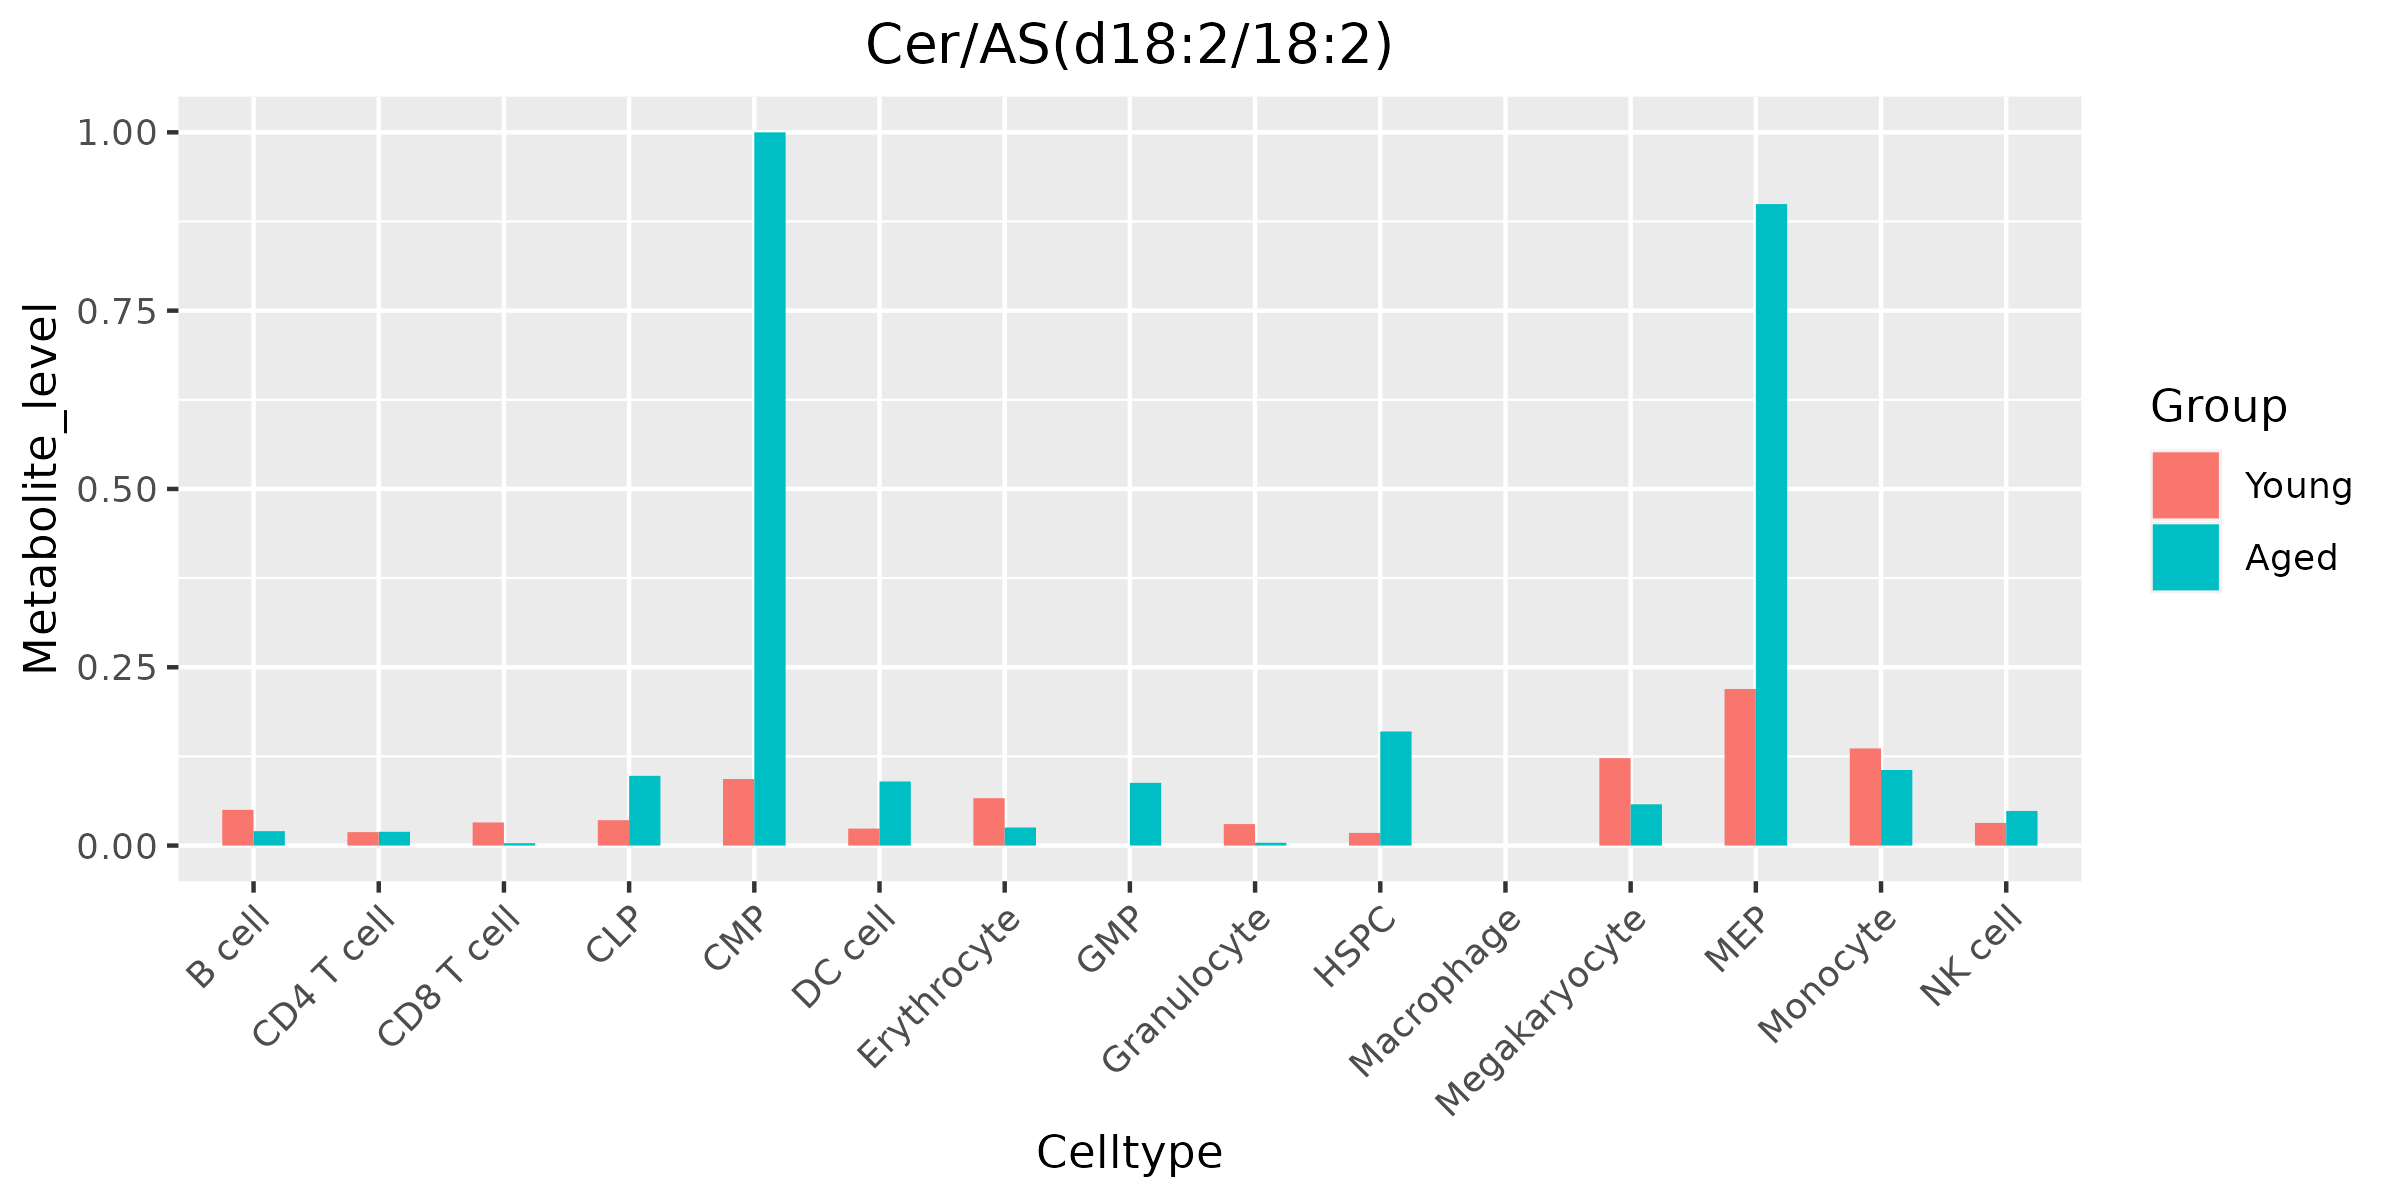 Cer/AS(d18:2/18:2)
Metabolite_level
1.00
0.75
0.50
0.25
0.00
B cell
CD4 T cell
CD8 T cell
CLP
CMP
DC cell
Erythrocyte
GMP
Granulocyte
HSPC
Macrophage
Megakaryocyte
MEP
Monocyte
NK cell
Celltype
Group
Young
Aged